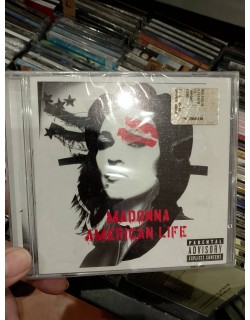 MADONNA
AMERICAN LIFE
PARENTAL
ADVISORY
EXPLICIT CONTENT